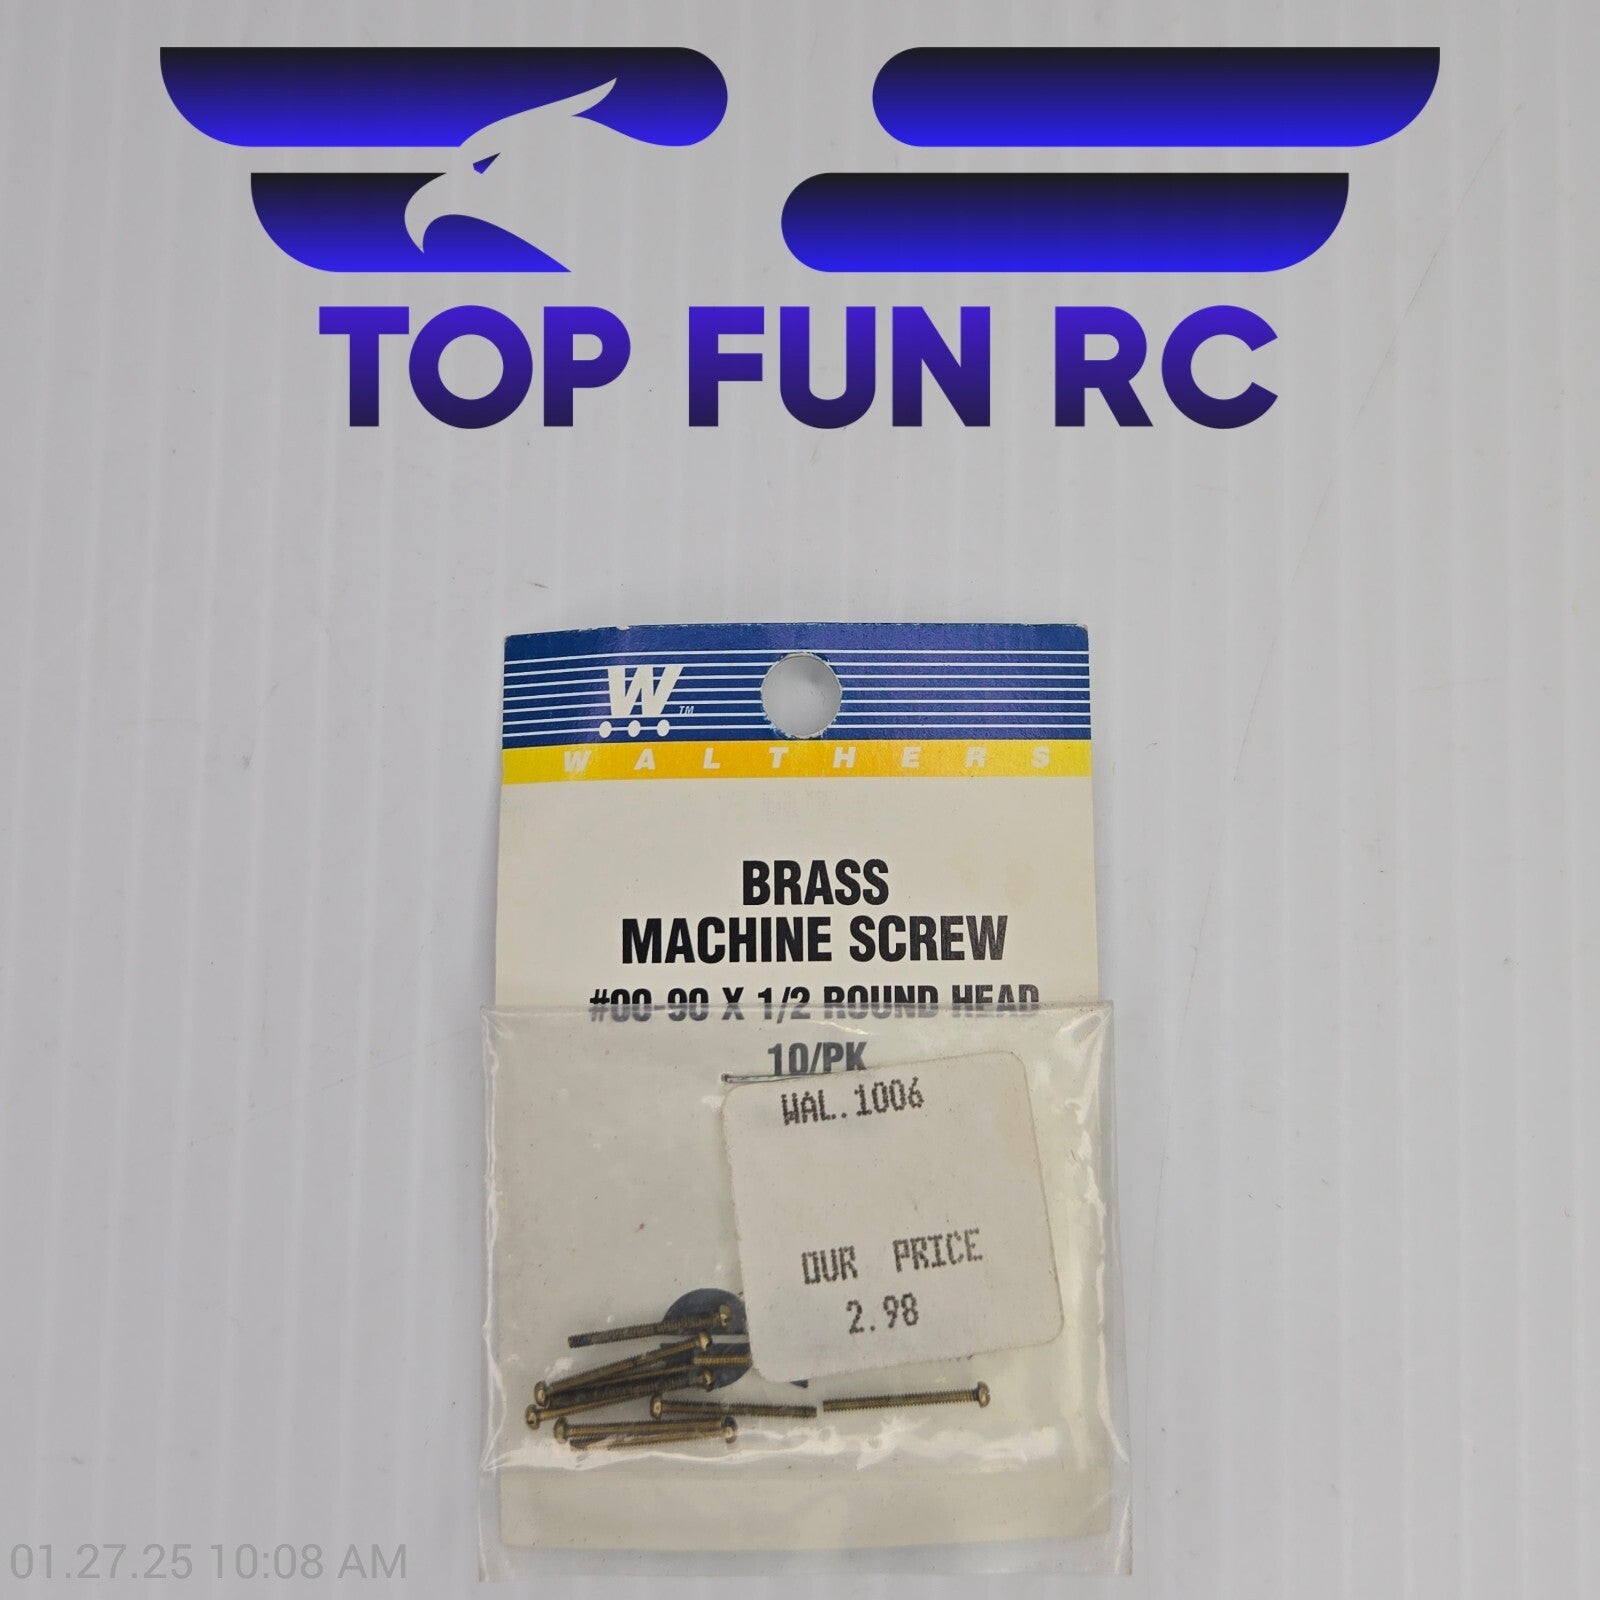 TOP FUN RC
W TM
WALTHERS
BRASS
MACHINE SCREW
#00-90 X 1/2 ROUND HEAD
10/PK
WAL.1006
OUR PRICE
2.98
01.27.25 10:08 AM